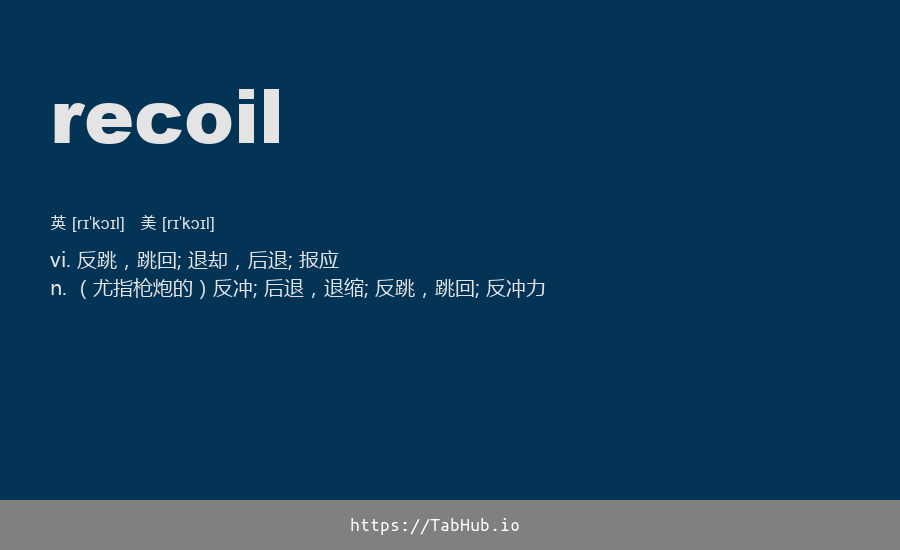 recoil
英 [rɪˈkɔɪl] 美 [rɪˈkɔɪl]
vi. 反跳，跳回; 退却，后退; 报应
n. （尤指枪炮的）反冲; 后退，退缩; 反跳，跳回; 反冲力
https://TabHub.io